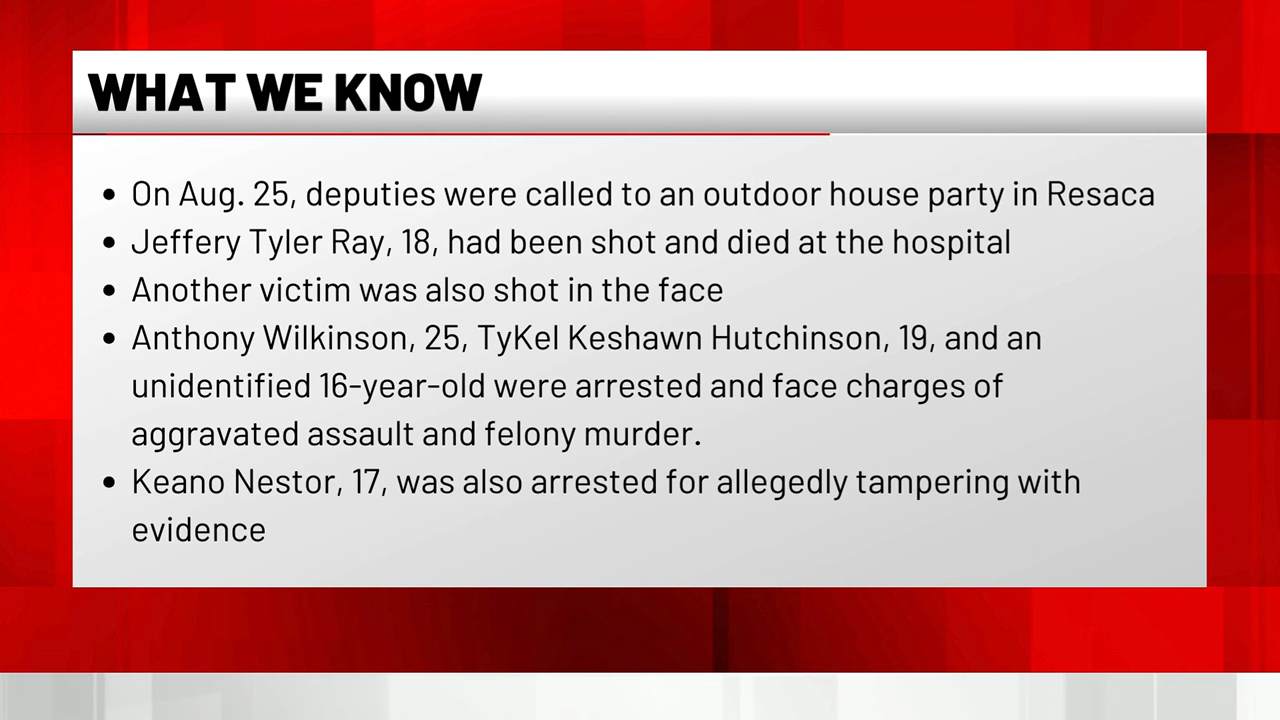 WHAT WE KNOW
• On Aug. 25, deputies were called to an outdoor house party in Resaca
• Jeffery Tyler Ray, 18, had been shot and died at the hospital
• Another victim was also shot in the face
• Anthony Wilkinson, 25, TyKel Keshawn Hutchinson, 19, and an
unidentified 16-year-old were arrested and face charges of
aggravated assault and felony murder.
• Keano Nestor, 17, was also arrested for allegedly tampering with
evidence